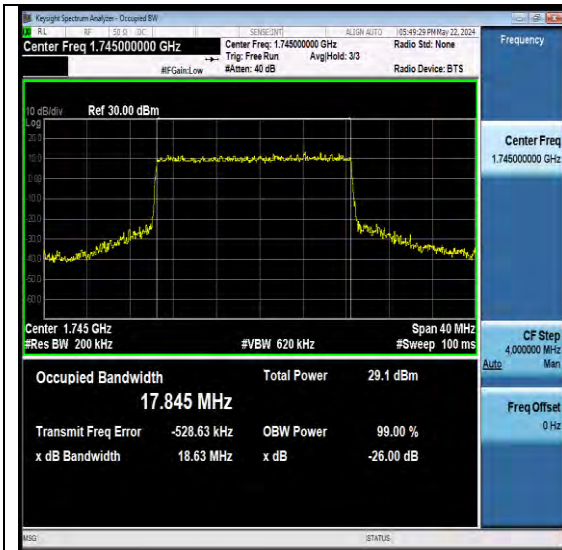 Keysight Spectrum Analyzer - Occupied BW
RL RF 50 Ω DC SENSE:INT ALIGN AUTO 05:49:29 PM May 22, 2024
Center Freq 1.745000000 GHz Center Freq: 1.745000000 GHz Radio Std: None
Trig: Free Run Avg|Hold: 3/3
#IFGain:Low #Atten: 40 dB Radio Device: BTS
Frequency
10 dB/div Ref 30.00 dBm
Log
20.0
10.0
0.00
-10.0
-20.0
-30.0
-40.0
-50.0
-60.0
Center 1.745 GHz Span 40 MHz
#Res BW 200 kHz #VBW 620 kHz #Sweep 100 ms
Occupied Bandwidth Total Power 29.1 dBm
17.845 MHz
Transmit Freq Error -528.63 kHz OBW Power 99.00 %
x dB Bandwidth 18.63 MHz x dB -26.00 dB
Center Freq
1.745000000 GHz
CF Step
4.000000 MHz
Auto Man
Freq Offset
0 Hz
MSG STATUS